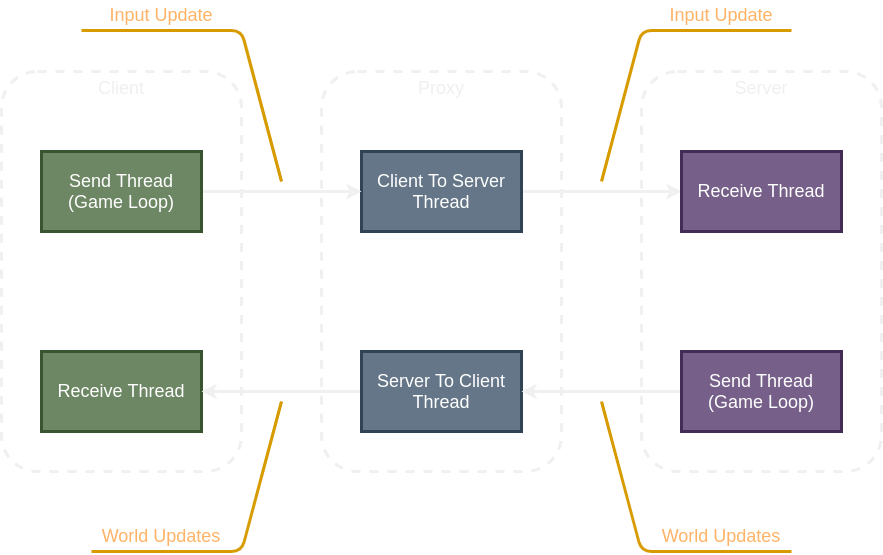 Input Update
Input Update
Client
Proxy
Server
Send Thread
(Game Loop)
Client To Server
Thread
Receive Thread
Receive Thread
Server To Client
Thread
Send Thread
(Game Loop)
World Updates
World Updates